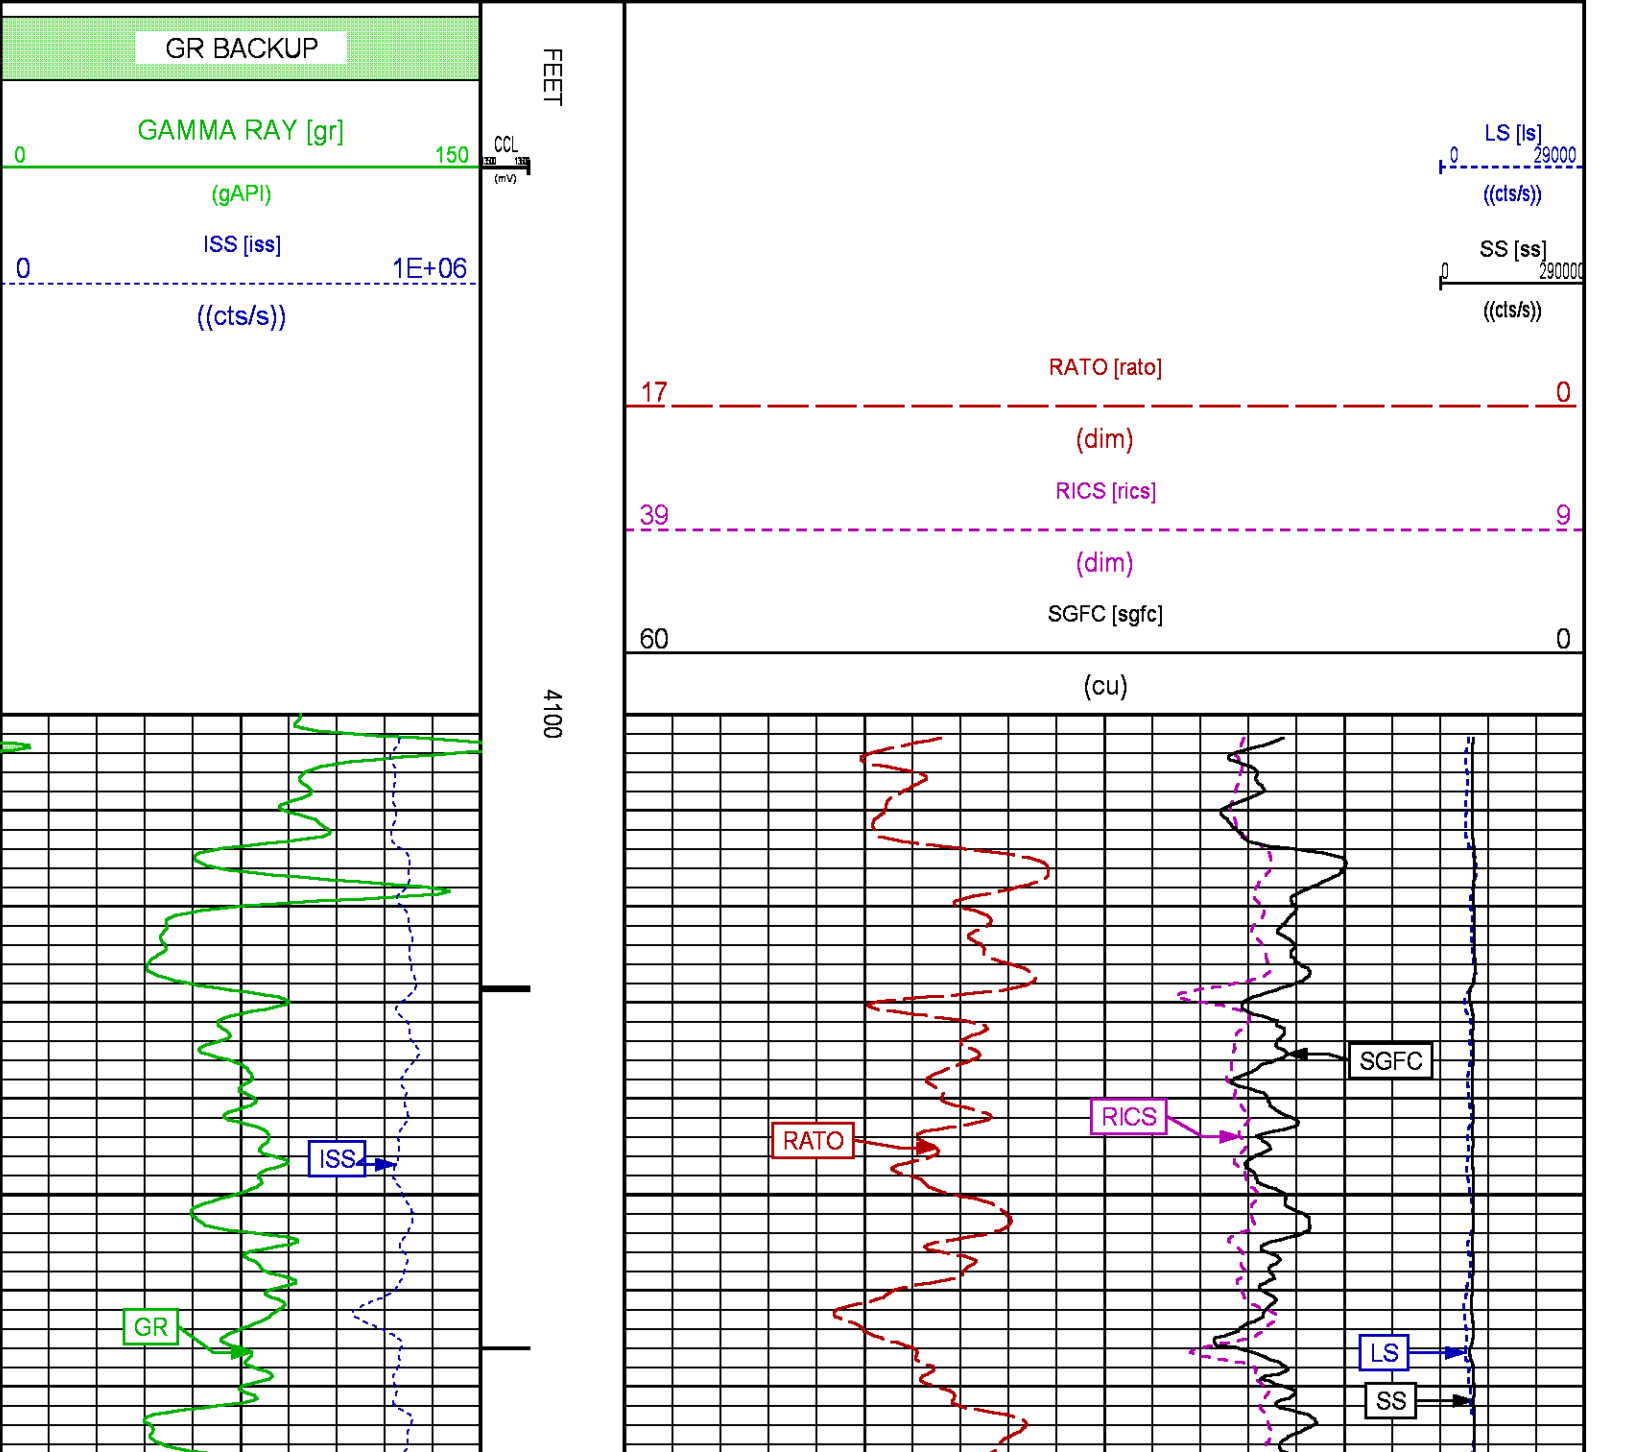 GR BACKUP
GAMMA RAY [gr]
0 150
(gAPI)
ISS [iss]
0 1E+06
((cts/s))
FEET
CCL
(mV)
4100
LS [ls]
0 29000
((cts/s))
SS [ss]
0 290000
((cts/s))
RATO [rato]
17 0
(dim)
RICS [rics]
39 9
(dim)
SGFC [sgfc]
60 0
(cu)
SGFC
RICS
RATO
ISS
GR
LS
SS